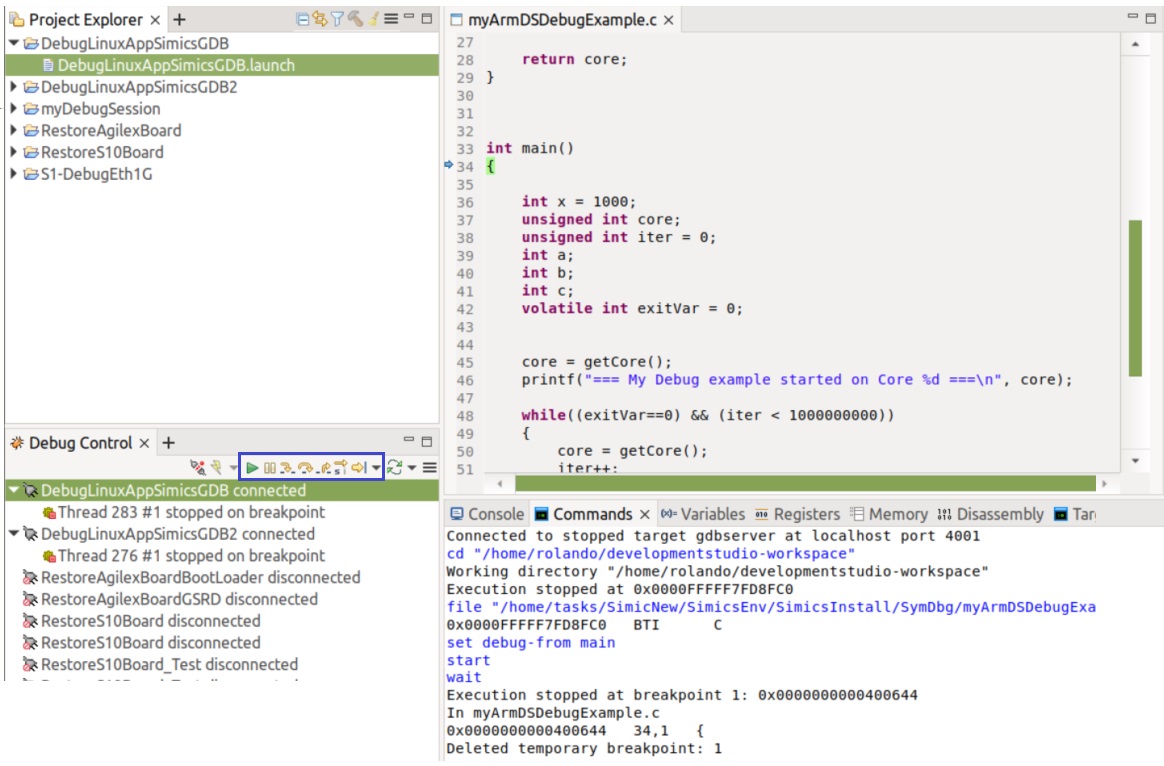 Project Explorer × +
DebugLinuxAppSimicsGDB
DebugLinuxAppSimicsGDB.launch
DebugLinuxAppSimicsGDB2
myDebugSession
RestoreAgilexBoard
RestoreS10Board
S1-DebugEth1G
myArmDSDebugExample.c ×
27
28 return core;
29 }
30
31
32
33 int main()
34 {
35
36 int x = 1000;
37 unsigned int core;
38 unsigned int iter = 0;
39 int a;
40 int b;
41 int c;
42 volatile int exitVar = 0;
43
44
45 core = getCore();
46 printf("=== My Debug example started on Core %d ===\n", core);
47
48 while((exitVar==0) && (iter < 1000000000))
49 {
50 core = getCore();
51 iter++;
Debug Control × +
DebugLinuxAppSimicsGDB connected
Thread 283 #1 stopped on breakpoint
DebugLinuxAppSimicsGDB2 connected
Thread 276 #1 stopped on breakpoint
RestoreAgilexBoardBootLoader disconnected
RestoreAgilexBoardGSRD disconnected
RestoreS10Board disconnected
RestoreS10Board disconnected
RestoreS10Board_Test disconnected
Console Commands × Variables Registers Memory Disassembly Tar
Connected to stopped target gdbserver at localhost port 4001
cd "/home/rolando/developmentstudio-workspace"
Working directory "/home/rolando/developmentstudio-workspace"
Execution stopped at 0x0000FFFFFF7FD8FC0
file "/home/tasks/SimicNew/SimicsEnv/SimicsInstall/SymDbg/myArmDSDebugExa
0x0000FFFFF7FD8FC0 BTI C
set debug-from main
start
wait
Execution stopped at breakpoint 1: 0x0000000000400644
In myArmDSDebugExample.c
0x0000000000400644 34,1 {
Deleted temporary breakpoint: 1